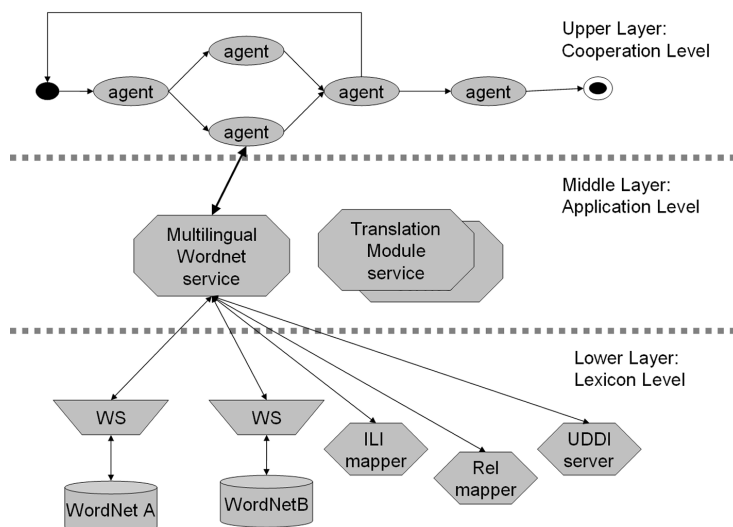 Upper Layer:
Cooperation Level
agent
agent
agent
agent
agent
Middle Layer:
Application Level
Multilingual
Wordnet
service
Translation
Module
service
Lower Layer:
Lexicon Level
WS
WS
ILI
mapper
Rel
mapper
UDDI
server
WordNet A
WordNetB